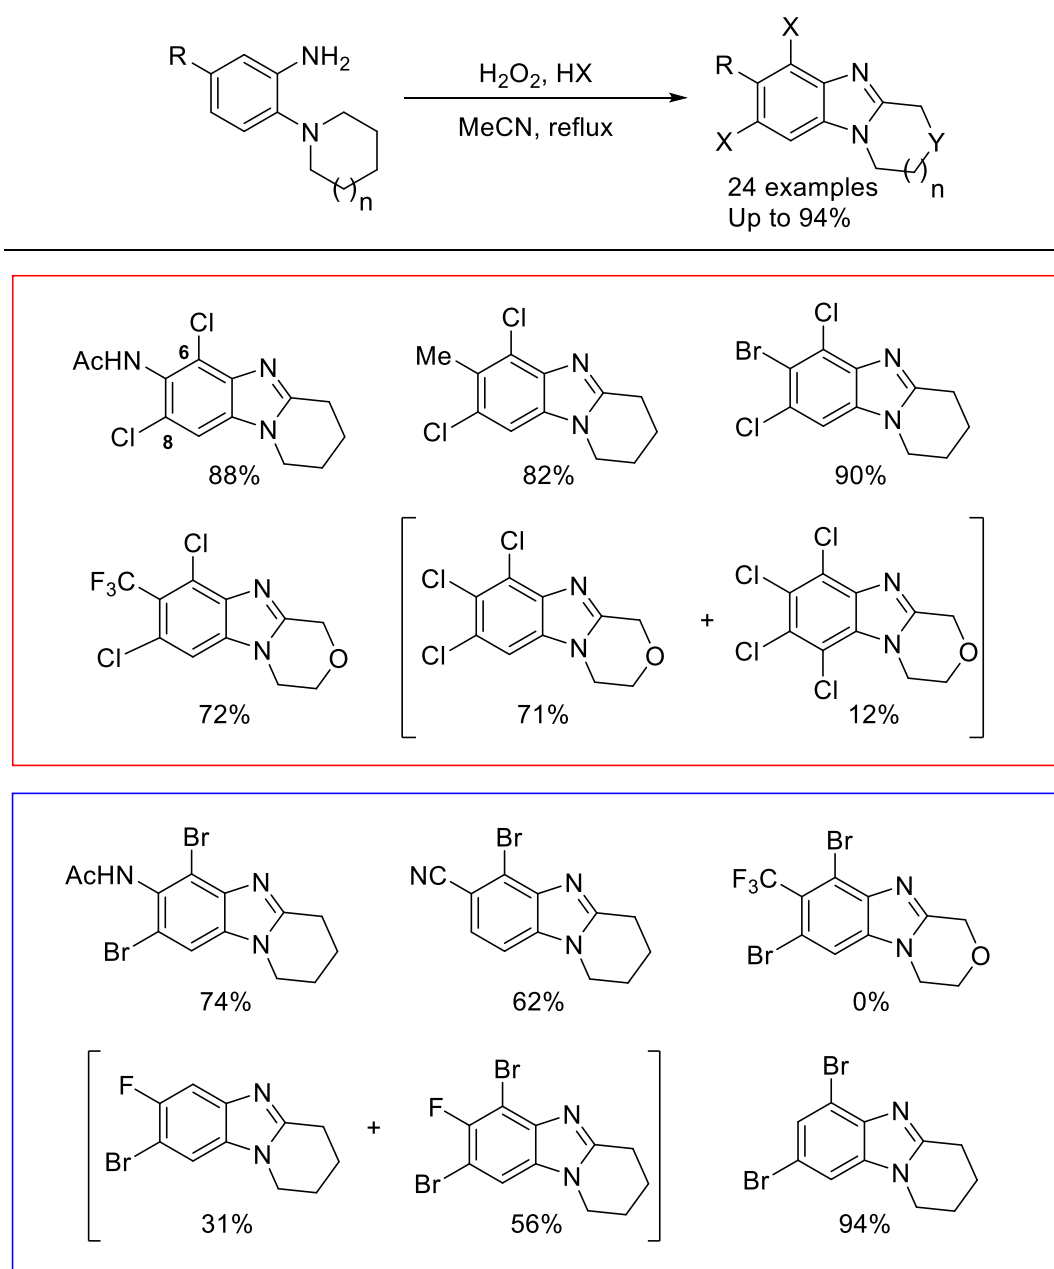 R NH2 N ( )n
H2O2, HX
MeCN, reflux
X R X N N Y ( )n
24 examples
Up to 94%
Cl AcHN 6 N Cl 8 N
88%
Cl Me N Cl N
82%
Cl Br N Cl N
90%
Cl F3C N Cl N O
72%
Cl Cl N Cl N O
71%
+
Cl Cl N Cl N O Cl
12%
Br AcHN N Br N
74%
Br NC N N
62%
Br F3C N Br N O
0%
F N Br N
31%
+
Br F N Br N
56%
Br N Br N
94%